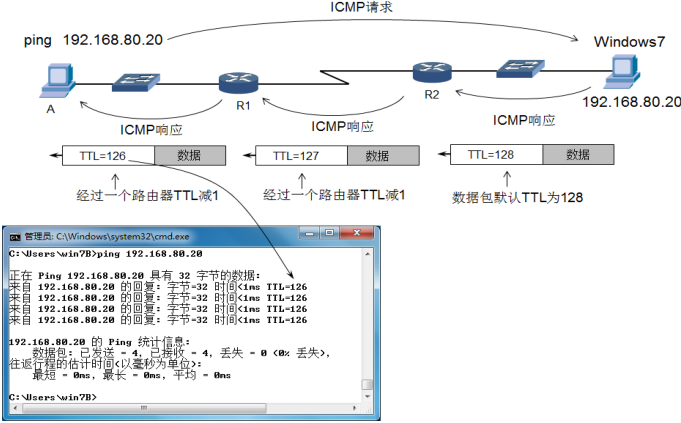 ICMP请求
ping 192.168.80.20
Windows7
A
R1
R2
192.168.80.20
ICMP响应
ICMP响应
ICMP响应
TTL=126 数据
TTL=127 数据
TTL=128 数据
经过一个路由器TTL减1
经过一个路由器TTL减1
数据包默认TTL为128
管理员: C:\Windows\system32\cmd.exe
C:\Users\win7B>ping 192.168.80.20
正在 Ping 192.168.80.20 具有 32 字节的数据:
来自 192.168.80.20 的回复: 字节=32 时间<1ms TTL=126
来自 192.168.80.20 的回复: 字节=32 时间<1ms TTL=126
来自 192.168.80.20 的回复: 字节=32 时间<1ms TTL=126
来自 192.168.80.20 的回复: 字节=32 时间<1ms TTL=126
192.168.80.20 的 Ping 统计信息:
数据包: 已发送 = 4, 已接收 = 4, 丢失 = 0 (0% 丢失),
往返行程的估计时间(以毫秒为单位):
最短 = 0ms, 最长 = 0ms, 平均 = 0ms
C:\Users\win7B>